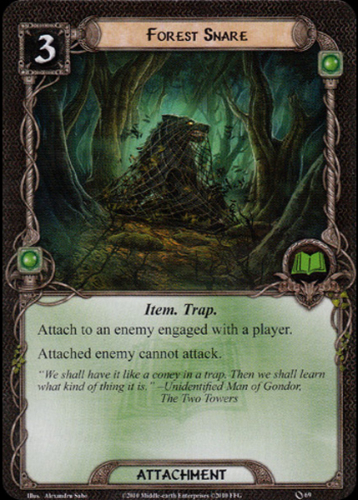 3
FOREST SNARE
Item. Trap.
Attach to an enemy engaged with a player.
Attached enemy cannot attack.
"We shall have it like a coney in a trap. Then we shall learn
what kind of thing it is." –Unidentified Man of Gondor,
The Two Towers
Illus. Alexandru Sabo
©2010 Middle-earth Enterprises ©2010 FFG
69
ATTACHMENT